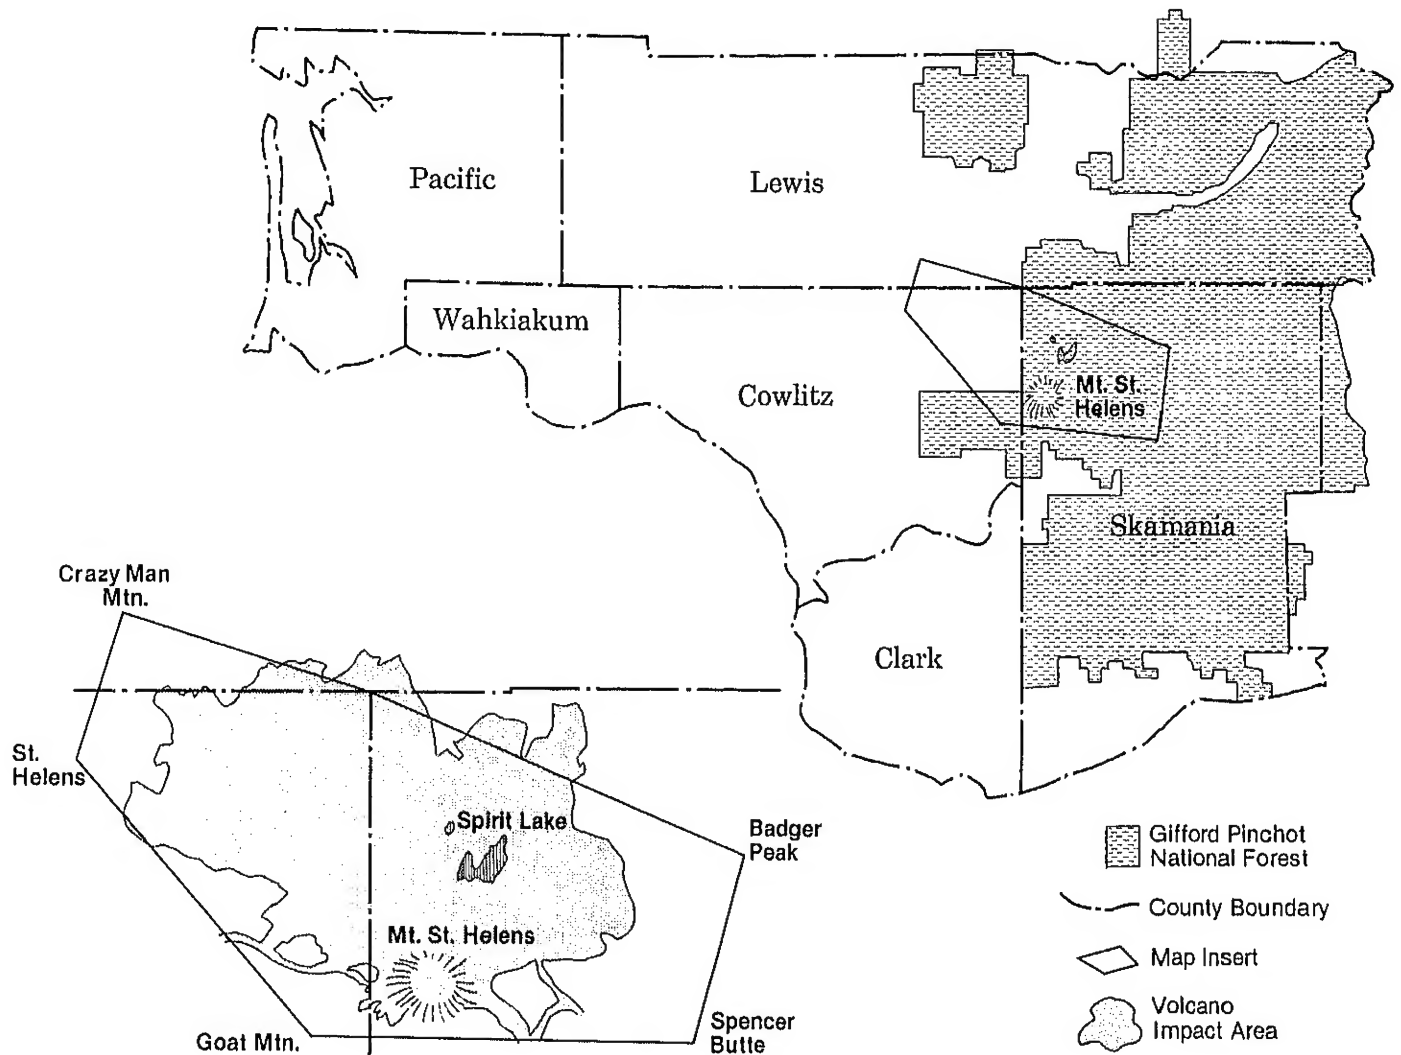 Pacific
Lewis
Wahkiakum
Cowlitz
Mt. St.
Helens
Skamania
Clark
Crazy Man
Mtn.
St.
Helens
Spirit Lake
Badger
Peak
Mt. St. Helens
Goat Mtn.
Spencer
Butte
Gifford Pinchot
National Forest
County Boundary
Map Insert
Volcano
Impact Area